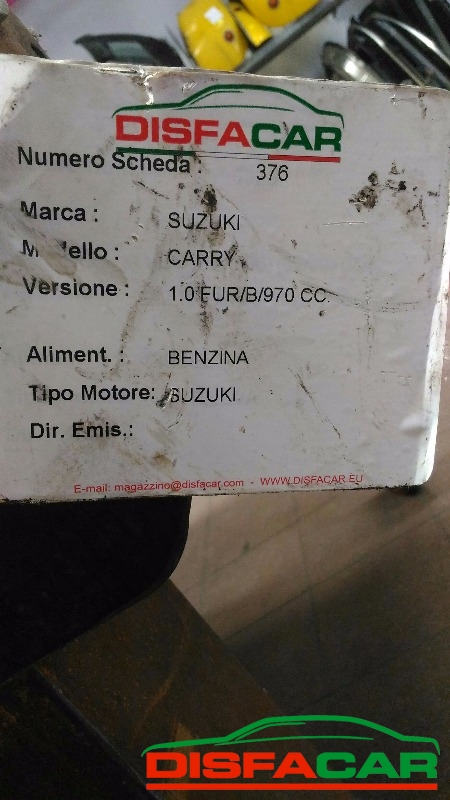 DISFACAR
Numero Scheda : 376
Marca : SUZUKI
CARRY
Versione : 1.0 FUR/B/970 CC.
Aliment. : BENZINA
Tipo Motore: SUZUKI
Dir. Emis.:
E-mail: magazzino@disfacar.com - WWW.DISFACAR.EU
DISFACAR